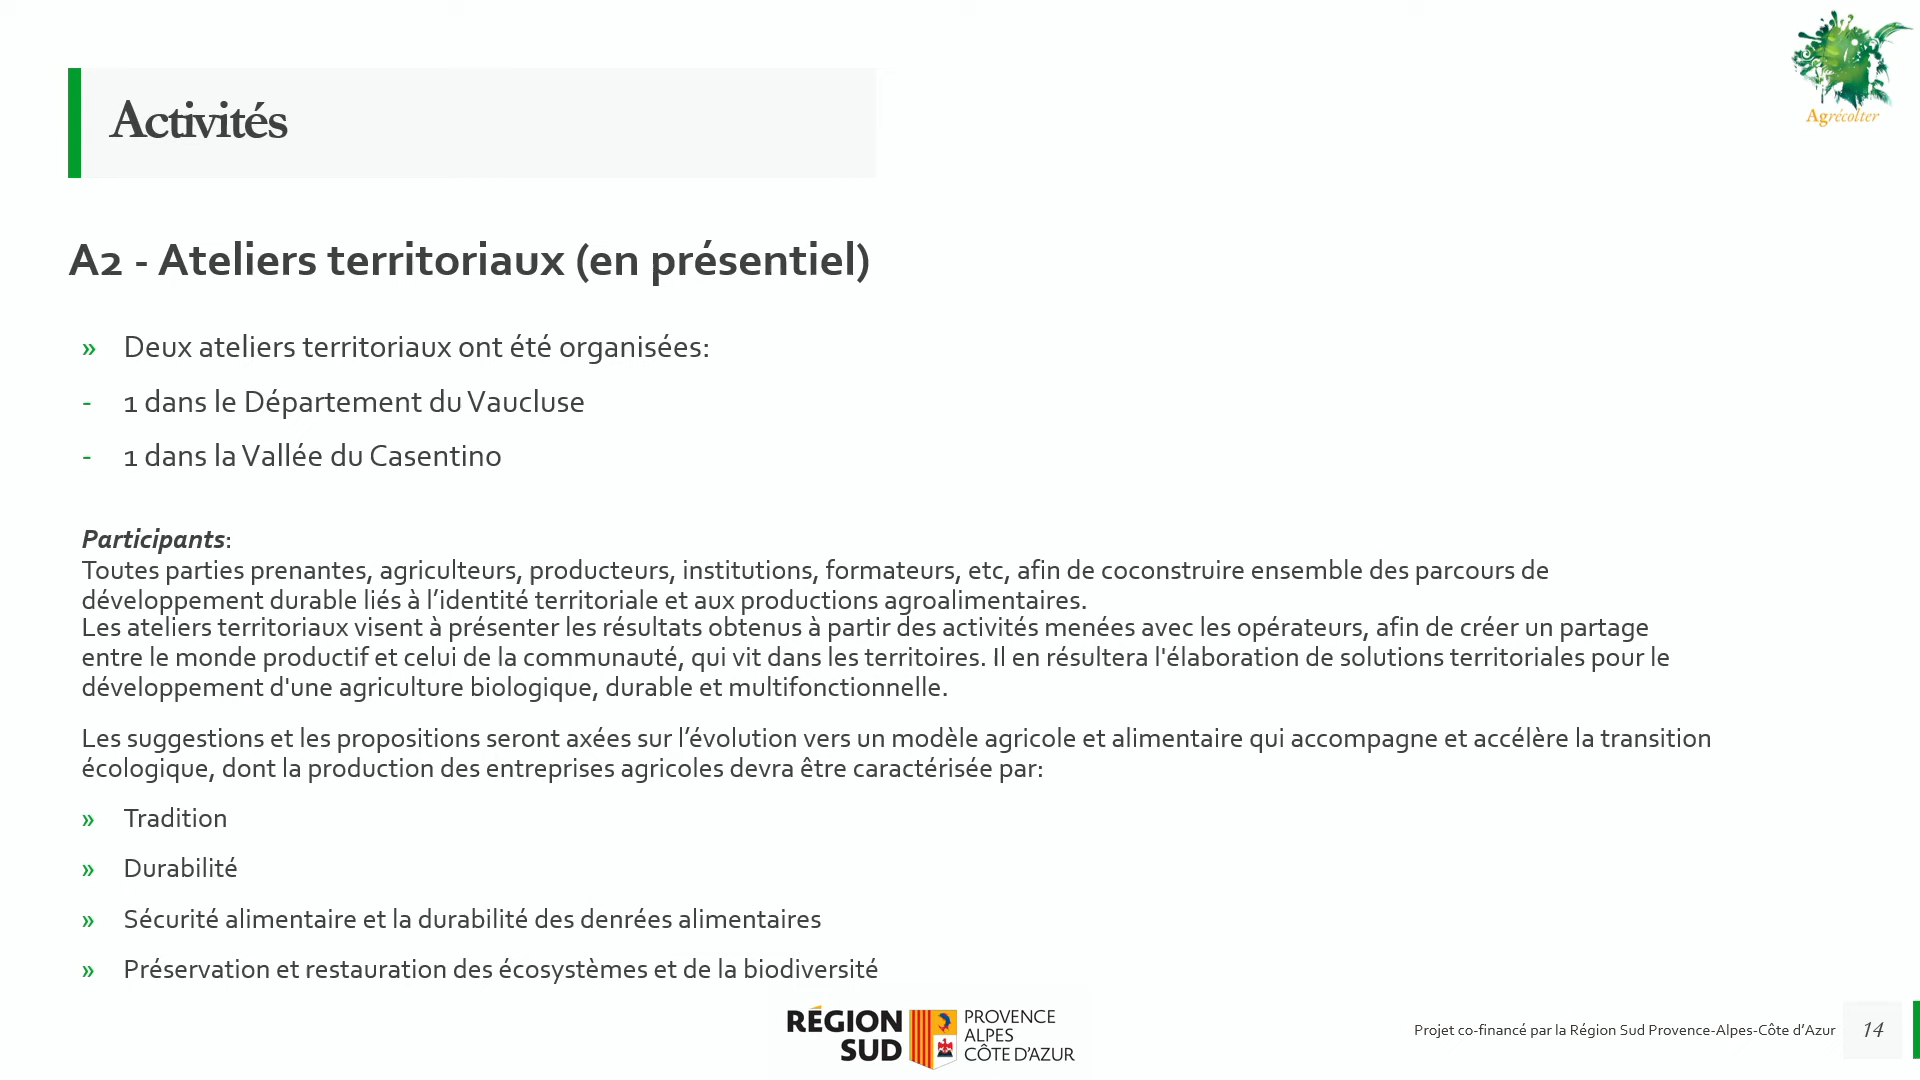 Agrécolter
Activités
A2 - Ateliers territoriaux (en présentiel)
» Deux ateliers territoriaux ont été organisées:
- 1 dans le Département du Vaucluse
- 1 dans la Vallée du Casentino
Participants:
Toutes parties prenantes, agriculteurs, producteurs, institutions, formateurs, etc, afin de coconstruire ensemble des parcours de
développement durable liés à l’identité territoriale et aux productions agroalimentaires.
Les ateliers territoriaux visent à présenter les résultats obtenus à partir des activités menées avec les opérateurs, afin de créer un partage
entre le monde productif et celui de la communauté, qui vit dans les territoires. Il en résultera l'élaboration de solutions territoriales pour le
développement d'une agriculture biologique, durable et multifonctionnelle.
Les suggestions et les propositions seront axées sur l’évolution vers un modèle agricole et alimentaire qui accompagne et accélère la transition
écologique, dont la production des entreprises agricoles devra être caractérisée par:
» Tradition
» Durabilité
» Sécurité alimentaire et la durabilité des denrées alimentaires
» Préservation et restauration des écosystèmes et de la biodiversité
RÉGION
SUD
PROVENCE
ALPES
CÔTE D’AZUR
Projet co-financé par la Région Sud Provence-Alpes-Côte d’Azur
14